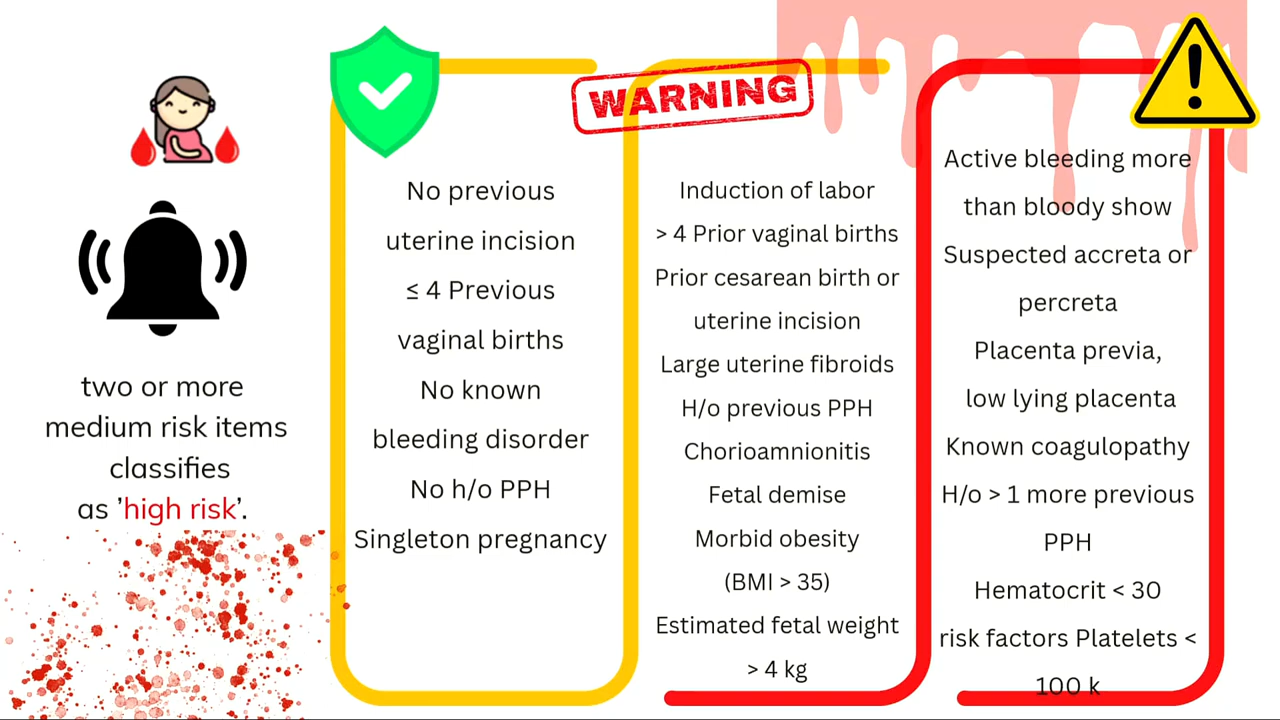 two or more
medium risk items
classifies
as 'high risk'.
No previous
uterine incision
≤ 4 Previous
vaginal births
No known
bleeding disorder
No h/o PPH
Singleton pregnancy
WARNING
Induction of labor
> 4 Prior vaginal births
Prior cesarean birth or
uterine incision
Large uterine fibroids
H/o previous PPH
Chorioamnionitis
Fetal demise
Morbid obesity
(BMI > 35)
Estimated fetal weight
> 4 kg
Active bleeding more
than bloody show
Suspected accreta or
percreta
Placenta previa,
low lying placenta
Known coagulopathy
H/o > 1 more previous
PPH
Hematocrit < 30
risk factors Platelets <
100 k